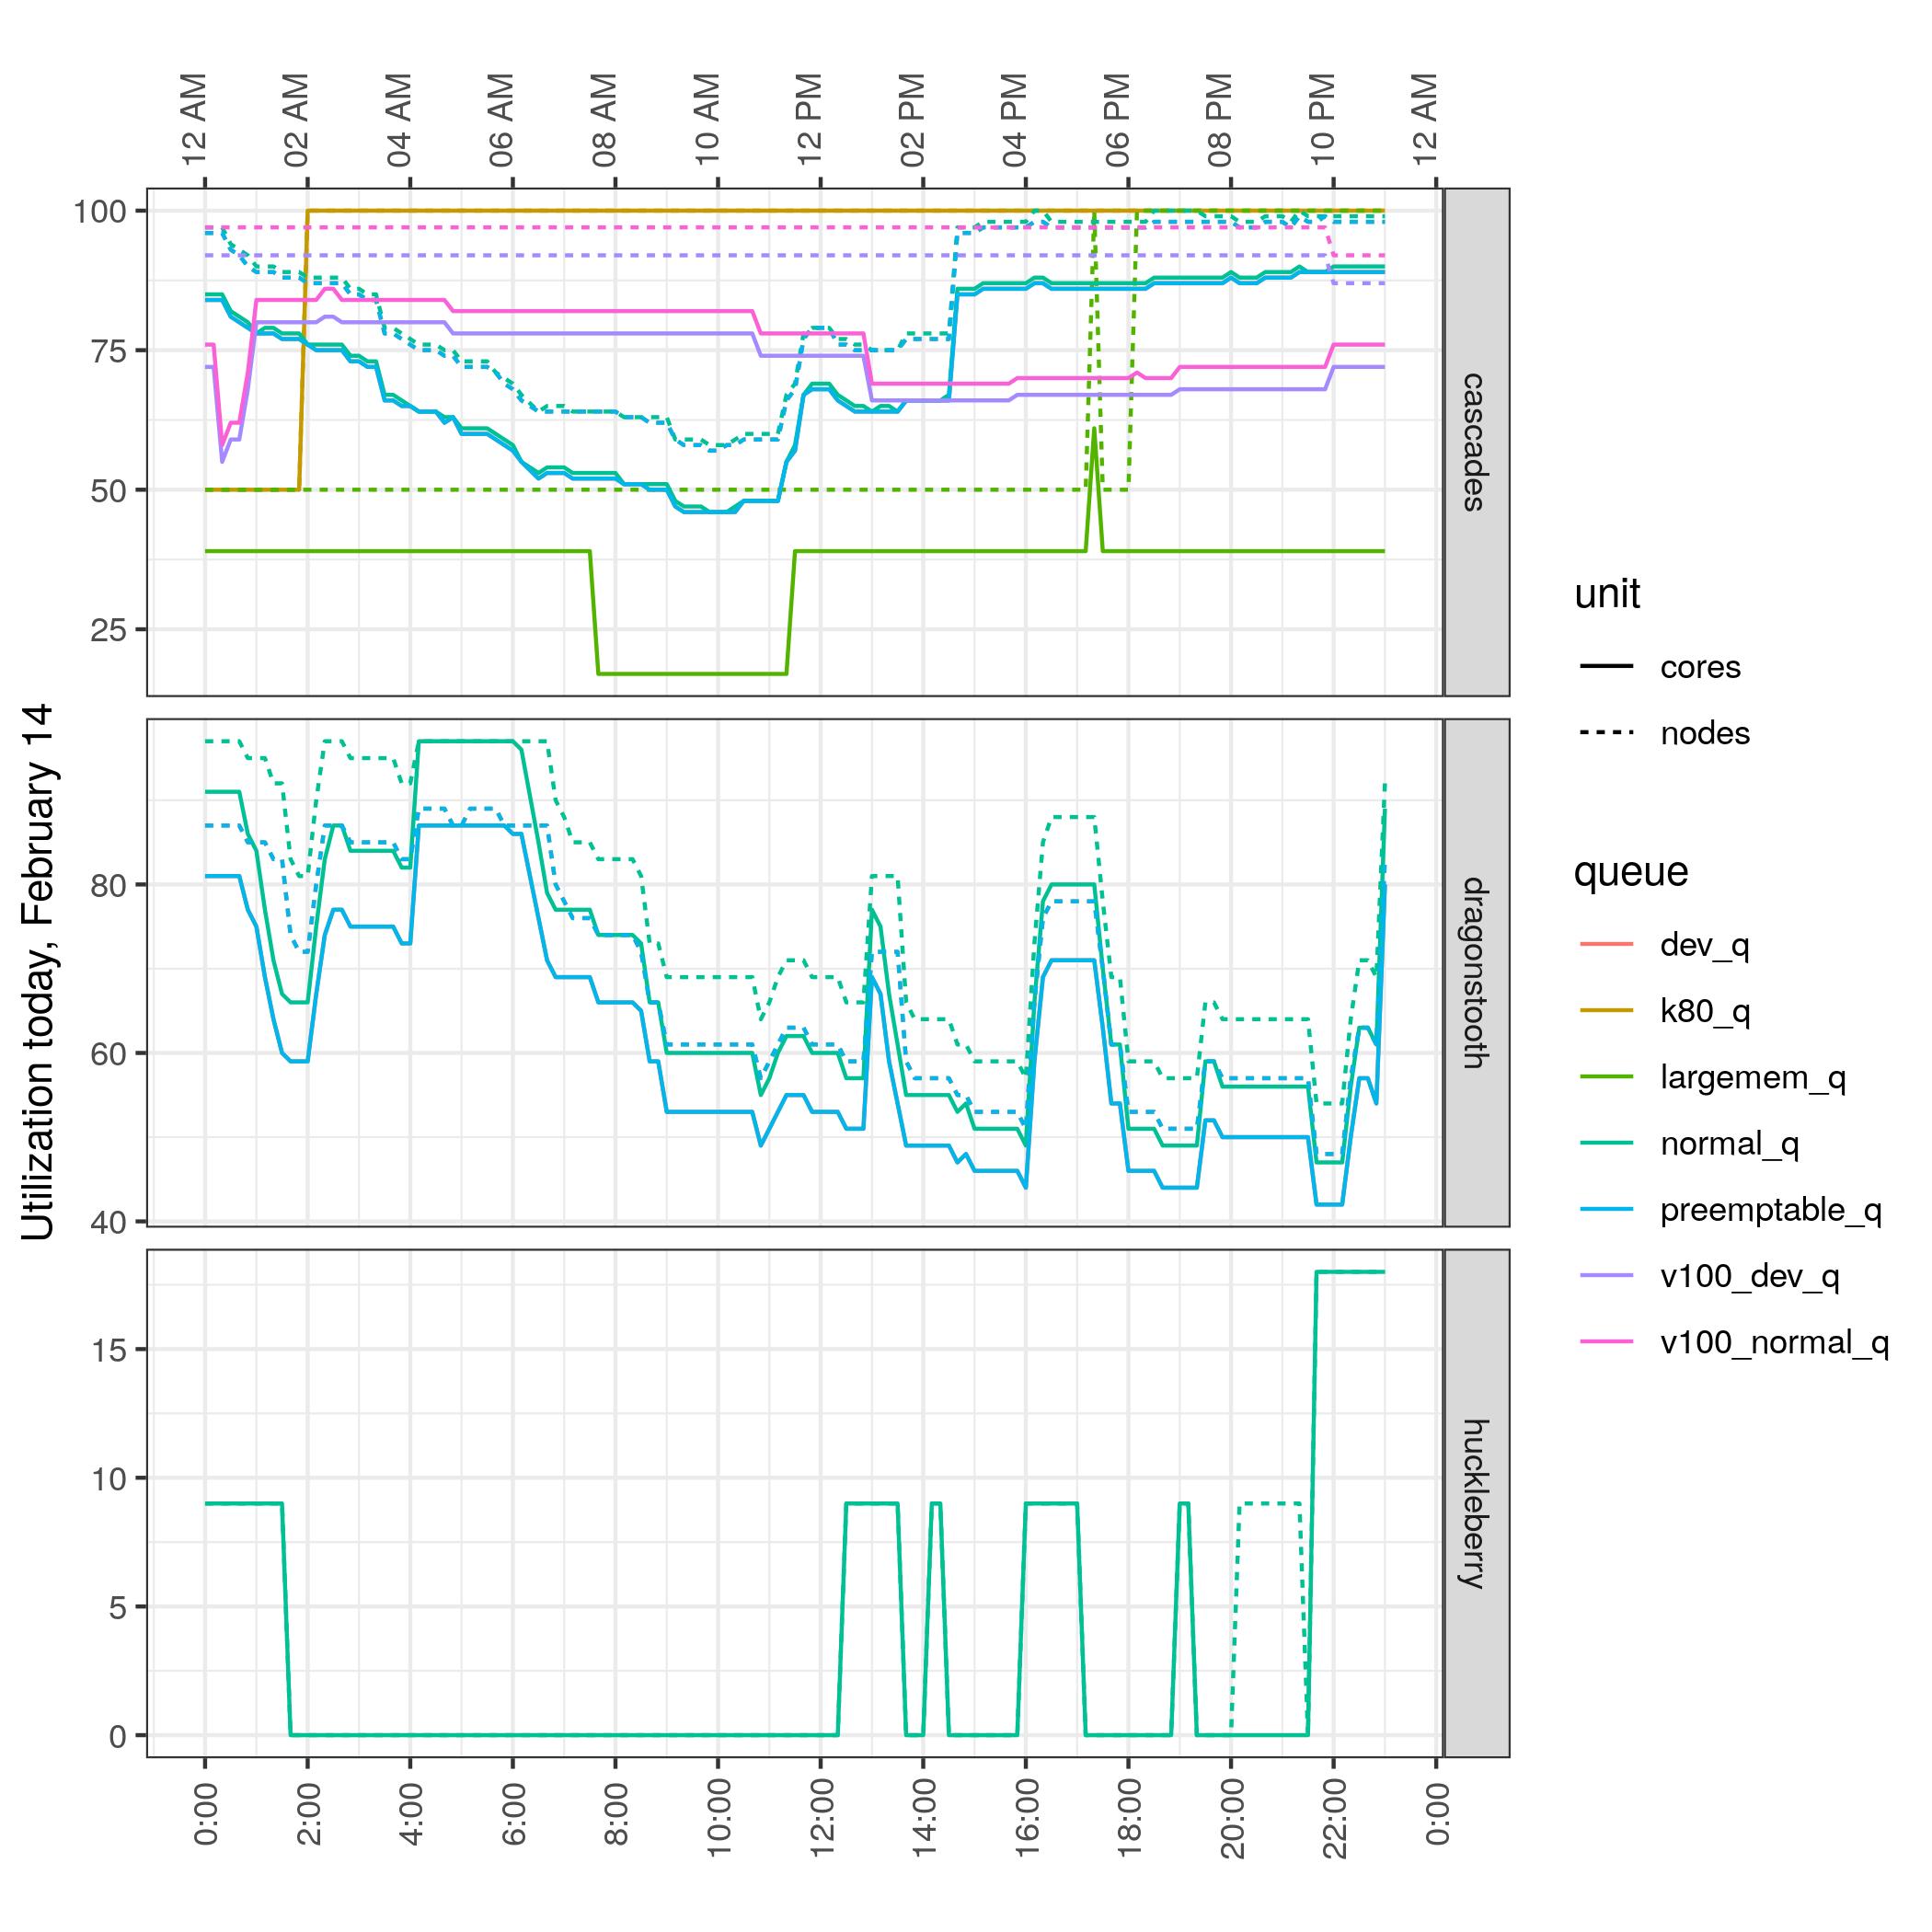 12 AM
02 AM
04 AM
06 AM
08 AM
10 AM
12 PM
02 PM
04 PM
06 PM
08 PM
10 PM
12 AM
Utilization today, February 14
100
75
50
25
cascades
80
60
40
dragonstooth
15
10
5
0
huckleberry
0:00
2:00
4:00
6:00
8:00
10:00
12:00
14:00
16:00
18:00
20:00
22:00
0:00
unit
cores
nodes
queue
dev_q
k80_q
largemem_q
normal_q
preemptable_q
v100_dev_q
v100_normal_q